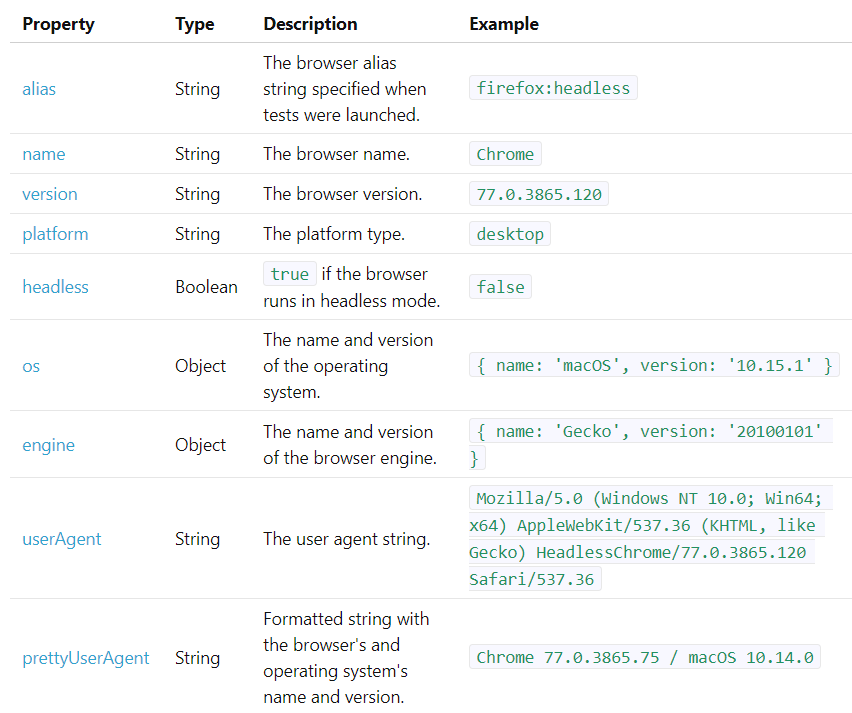 Property Type Description Example
The browser alias
alias String string specified when firefox:headless
tests were launched.
name String The browser name. Chrome
version String The browser version. 77.0.3865.120
platform String The platform type. desktop
headless Boolean true if the browser false
runs in headless mode.
The name and version
os Object of the operating { name: 'macOS', version: '10.15.1' }
system.
engine Object The name and version { name: 'Gecko', version: '20100101'
of the browser engine. }
Mozilla/5.0 (Windows NT 10.0; Win64;
userAgent String The user agent string. x64) AppleWebKit/537.36 (KHTML, like
Gecko) HeadlessChrome/77.0.3865.120
Safari/537.36
Formatted string with
the browser's and
prettyUserAgent String operating system's Chrome 77.0.3865.75 / macOS 10.14.0
name and version.